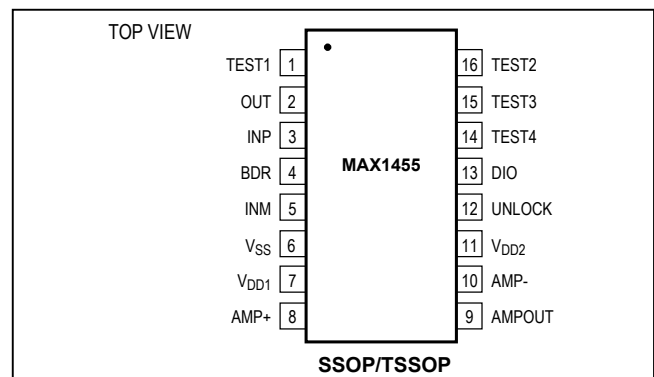 TOP VIEW
TEST1 1
OUT 2
INP 3
BDR 4
INM 5
VSS 6
VDD1 7
AMP+ 8
MAX1455
16 TEST2
15 TEST3
14 TEST4
13 DIO
12 UNLOCK
11 VDD2
10 AMP-
9 AMPOUT
SSOP/TSSOP